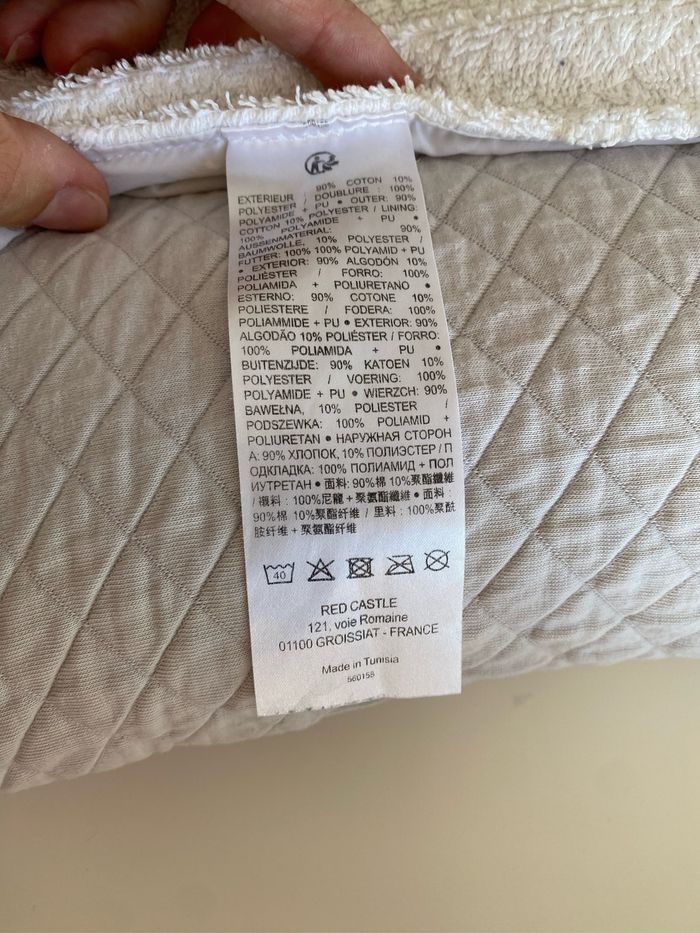 90% COTON 10%
EXTERIEUR / DOUBLURE : 100%
POLYESTER / PU • OUTER: 90%
POLYAMIDE + POLYESTER / LINING:
COTTON 10% POLYESTER / LINING:
100% POLYAMIDE + PU •
AUSSENMATERIAL: 90%
BAUMWOLLE, 10% POLYESTER /
FUTTER: 100% 100% POLYAMID + PU
• EXTERIOR: 90% ALGODÓN 10%
POLIÉSTER / FORRO: 100%
POLIAMIDA + POLIURETANO •
ESTERNO: 90% COTONE 10%
POLIESTERE / FODERA: 100%
POLIAMMIDE + PU • EXTERIOR: 90%
ALGODÃO 10% POLIÉSTER / FORRO:
100% POLIAMIDA + PU •
BUITENZIJDE: 90% KATOEN 10%
POLYESTER / VOERING: 100%
POLYAMIDE + PU • WIERZCH: 90%
BAWEŁNA, 10% POLIESTER /
PODSZEWKA: 100% POLIAMID +
POLIURETAN • НАРУЖНАЯ СТОРОН
А: 90% ХЛОПОК, 10% ПОЛИЭСТЕР / П
ОДКЛАДКА: 100% ПОЛИАМИД + ПОЛ
ИУТРЕТАН • 面料: 90%棉 10%聚酯纖維
/ 襯料 : 100%尼龍 + 聚氨酯纖維 • 面料 :
90%棉 10%聚酯纤维 / 里料 : 100%聚酰
胺纤维 + 聚氨酯纤维
40
RED CASTLE
121, voie Romaine
01100 GROISSIAT - FRANCE
Made in Tunisia
560155